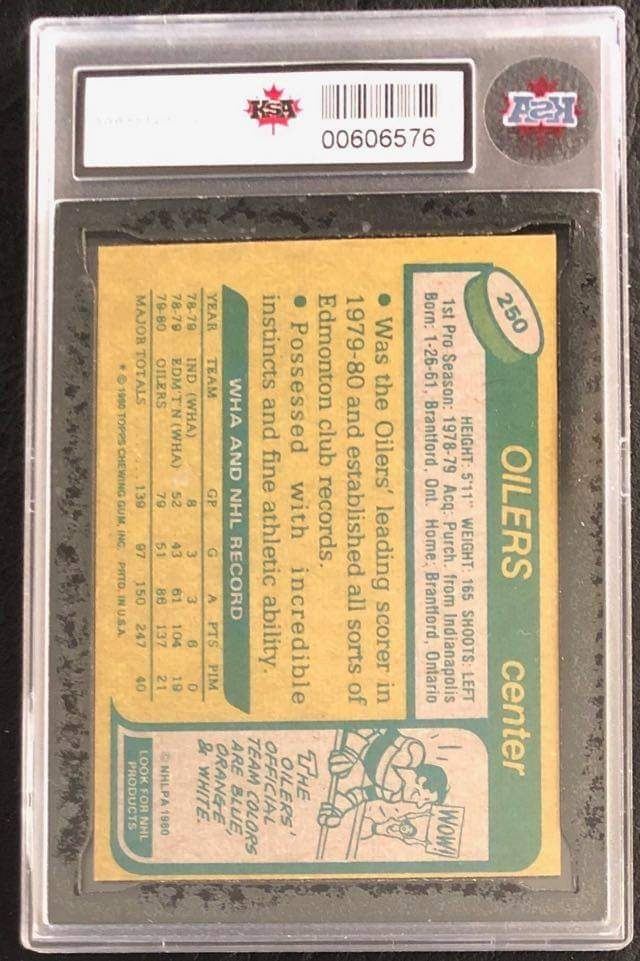 KSA
00606576
KSA
250
OILERS center
HEIGHT: 5'11" WEIGHT: 165 SHOOTS: LEFT
1st Pro Season: 1978-79 Acq: Purch. from Indianapolis
Born: 1-26-61, Brantford, Ont. Home: Brantford, Ontario
• Was the Oilers' leading scorer in
1979-80 and established all sorts of
Edmonton club records.
• Possessed with incredible
instincts and fine athletic ability.
WHA AND NHL RECORD
YEAR TEAM GP G A PTS PIM
78-79 IND (WHA) 8 3 3 6 0
78-79 EDMT'N (WHA) 52 43 61 104 19
79-80 OILERS 79 51 86 137 21
MAJOR TOTALS ..... 139 97 150 247 40
* © 1980 TOPPS CHEWING GUM, INC. PRTD. IN U.S.A.
WOW!
THE
OILERS'
OFFICIAL
TEAM COLORS
ARE BLUE,
ORANGE
& WHITE.
© NHLPA 1980
LOOK FOR NHL
PRODUCTS